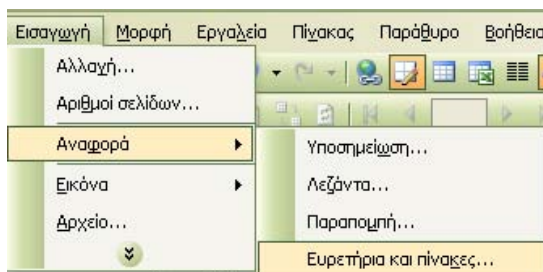 Εισαγωγή Μορφή Εργαλεία Πίνακας Παράθυρο Βοήθεια
Αλλαγή...
Αριθμοί σελίδων...
Αναφορά
Εικόνα
Αρχείο...
Υποσημείωση...
Λεζάντα...
Παραπομπή...
Ευρετήρια και πίνακες...